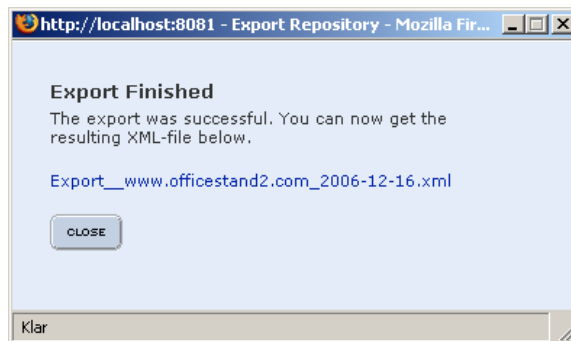 http://localhost:8081 - Export Repository - Mozilla Fir...
Export Finished
The export was successful. You can now get the
resulting XML-file below.
Export__www.officestand2.com_2006-12-16.xml
CLOSE
Klar